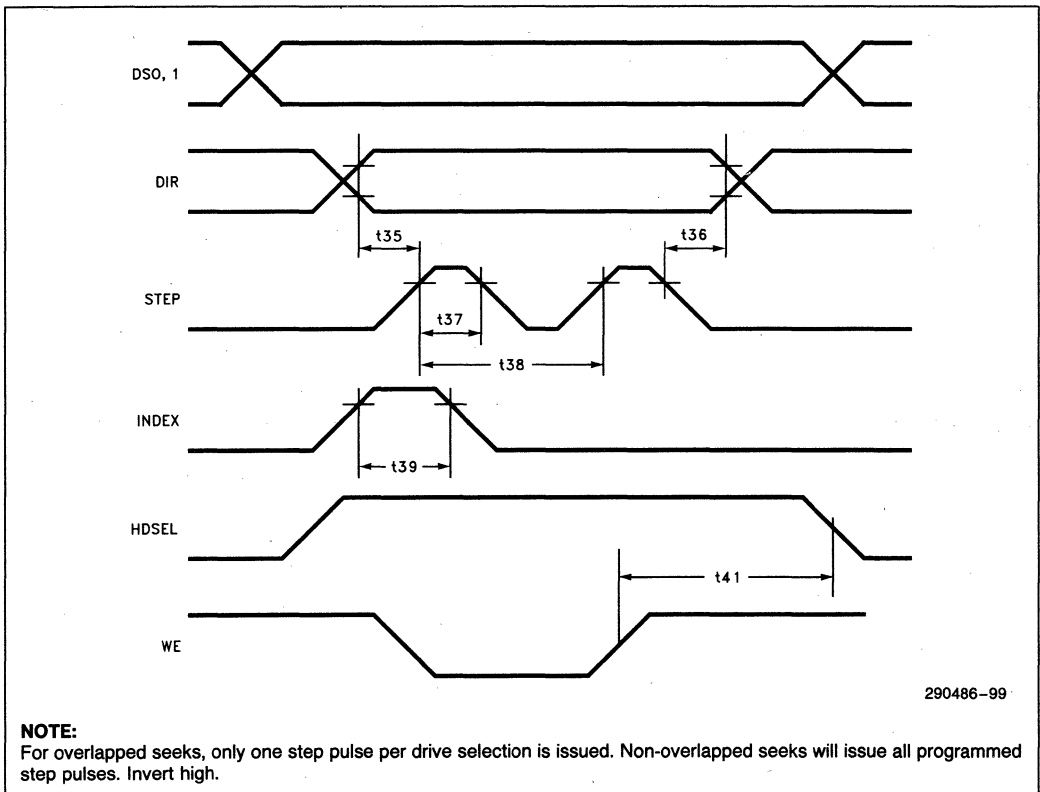 DSO, 1
DIR
t35
t36
STEP
t37
t38
INDEX
t39
HDSEL
t41
WE
290486-99
NOTE:
For overlapped seeks, only one step pulse per drive selection is issued. Non-overlapped seeks will issue all programmed
step pulses. Invert high.